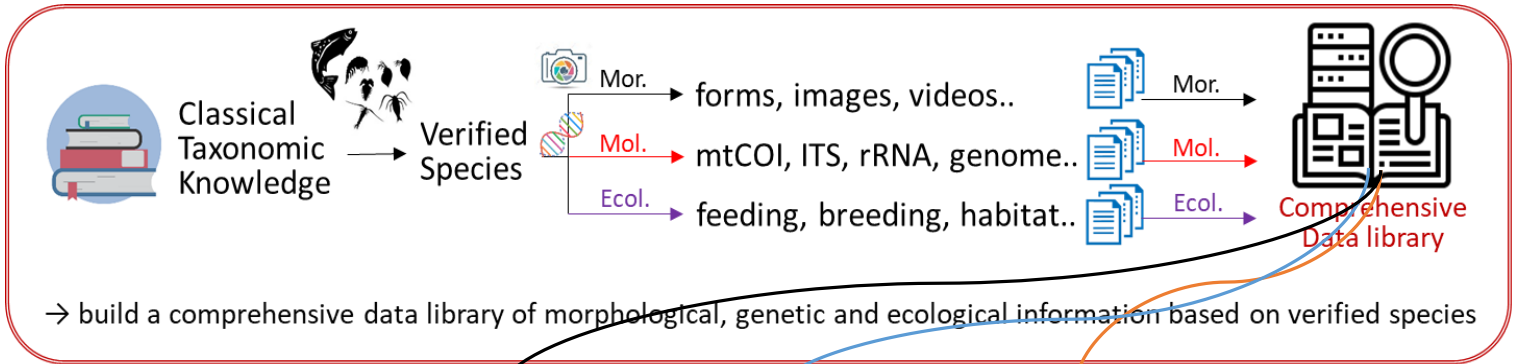 Classical
Taxonomic
Knowledge
Verified
Species
Mor.
forms, images, videos..
Mor.
Mol.
mtCOI, ITS, rRNA, genome..
Mol.
Ecol.
feeding, breeding, habitat..
Ecol.
Comprehensive
Data library
→ build a comprehensive data library of morphological, genetic and ecological information based on verified species